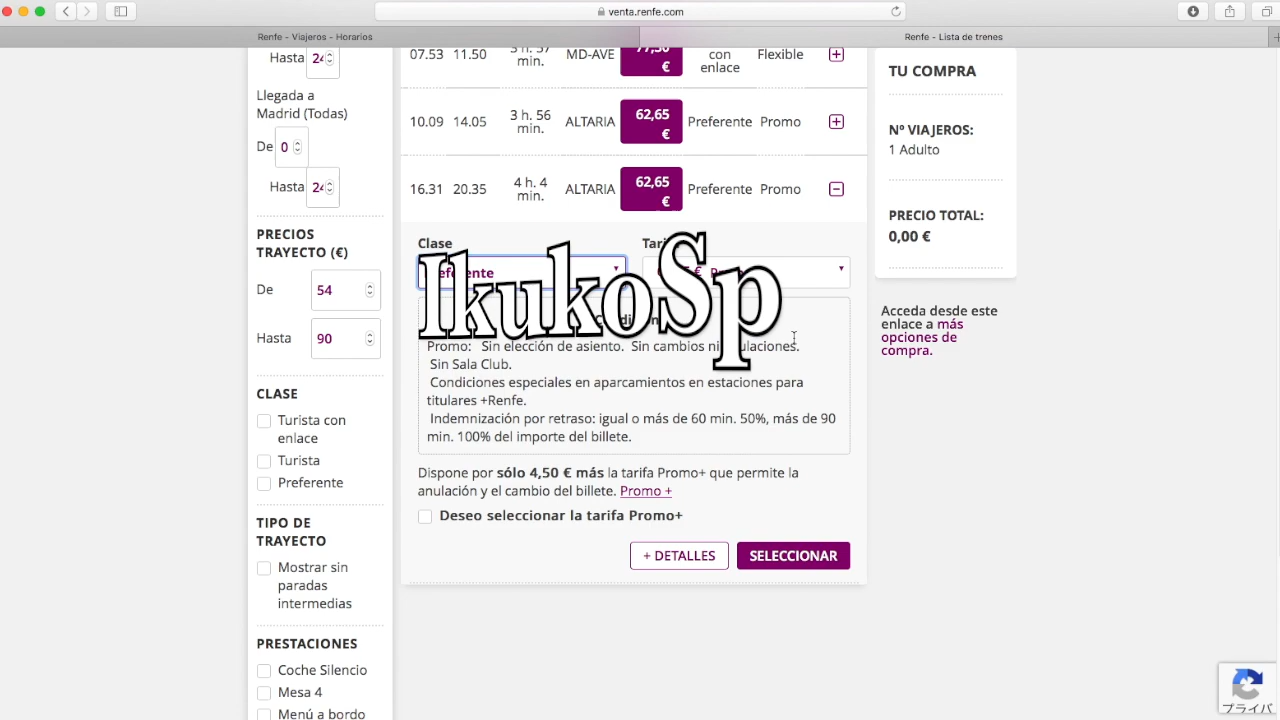 venta.renfe.com
Renfe - Viajeros - Horarios
Renfe - Lista de trenes
Hasta 24
Llegada a
Madrid (Todas)
De 0
Hasta 24
PRECIOS
TRAYECTO (€)
De 54
Hasta 90
CLASE
Turista con
enlace
Turista
Preferente
TIPO DE
TRAYECTO
Mostrar sin
paradas
intermedias
PRESTACIONES
Coche Silencio
Mesa 4
Menú a bordo
07.53 11.50 3 h. 57 min. MD-AVE € con enlace Flexible
10.09 14.05 3 h. 56 min. ALTARIA 62,65 € Preferente Promo
16.31 20.35 4 h. 4 min. ALTARIA 62,65 € Preferente Promo
Clase
IkukoSp
Promo: Sin elección de asiento. Sin cambios ni
Sin Sala Club.
Condiciones especiales en aparcamientos en estaciones para
titulares +Renfe.
Indemnización por retraso: igual o más de 60 min. 50%, más de 90
min. 100% del importe del billete.
Dispone por sólo 4,50 € más la tarifa Promo+ que permite la
anulación y el cambio del billete. Promo +
Deseo seleccionar la tarifa Promo+
+ DETALLES
SELECCIONAR
TU COMPRA
Nº VIAJEROS:
1 Adulto
PRECIO TOTAL:
0,00 €
Acceda desde este
enlace a más
opciones de
compra.
プライバ